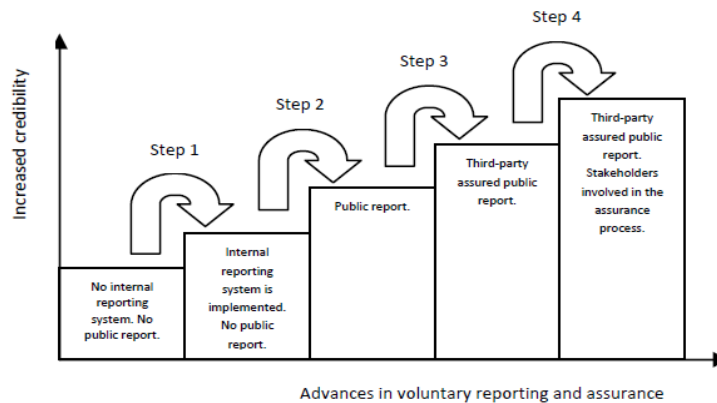 Step 4
Step 3
Step 2
Step 1
Increased credibility
No internal
reporting
system. No
public report.
Internal
reporting
system is
implemented.
No public
report.
Public report.
Third-party
assured public
report.
Third-party
assured public
report.
Stakeholders
involved in the
assurance
process.
Advances in voluntary reporting and assurance